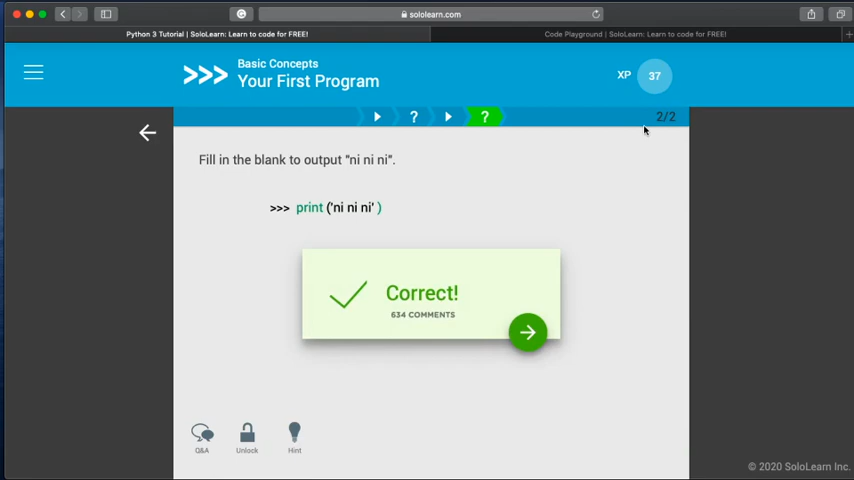 sololearn.com
Python 3 Tutorial | SoloLearn: Learn to code for FREE!
Code Playground | SoloLearn: Learn to code for FREE!
Basic Concepts
Your First Program
XP 37
? ?
2/2
Fill in the blank to output "ni ni ni".
>>> print ('ni ni ni' )
Correct!
634 COMMENTS
Q&A Unlock Hint
© 2020 SoloLearn Inc.